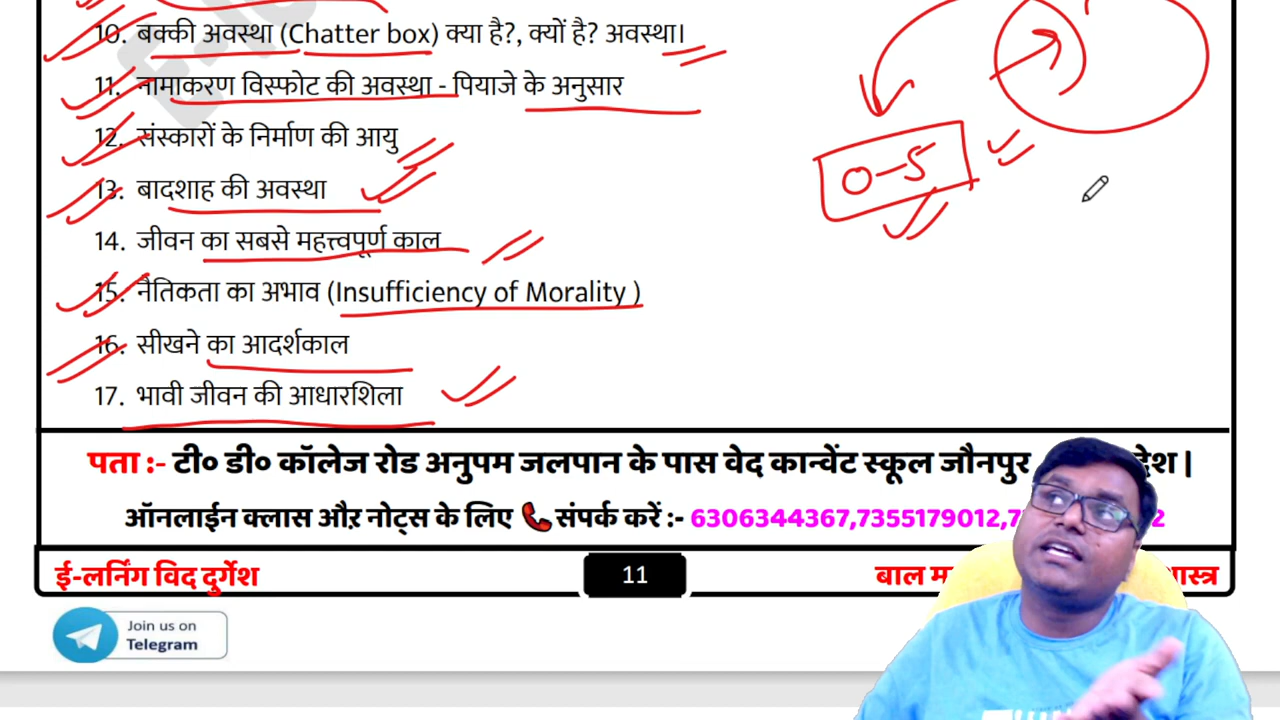 10. बक्की अवस्था (Chatter box) क्या है?, क्यों है? अवस्था।
11. नामाकरण विस्फोट की अवस्था - पियाजे के अनुसार
12. संस्कारों के निर्माण की आयु
0-5
13. बादशाह की अवस्था
14. जीवन का सबसे महत्त्वपूर्ण काल
15. नैतिकता का अभाव (Insufficiency of Morality )
16. सीखने का आदर्शकाल
17. भावी जीवन की आधारशिला
पता :- टी० डी० कॉलेज रोड अनुपम जलपान के पास वेद कान्वेंट स्कूल जौनपुर
ऑनलाईन क्लास और नोट्स के लिए संपर्क करें :- 6306344367,7355179012,
ई-लर्निंग विद दुर्गेश
11
बाल
Join us on
Telegram